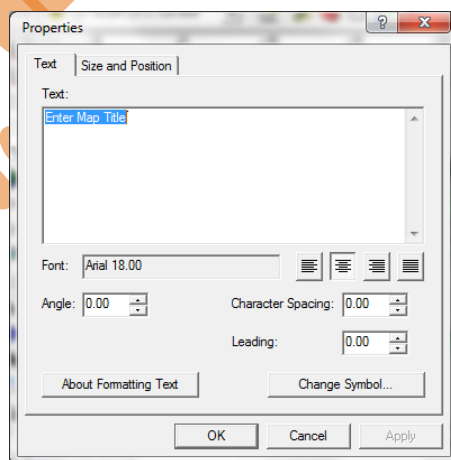 Properties
Text
Size and Position
Text:
Enter Map Title
Font: Arial 18.00
Angle: 0.00 Character Spacing: 0.00
Leading: 0.00
About Formatting Text Change Symbol...
OK Cancel Apply